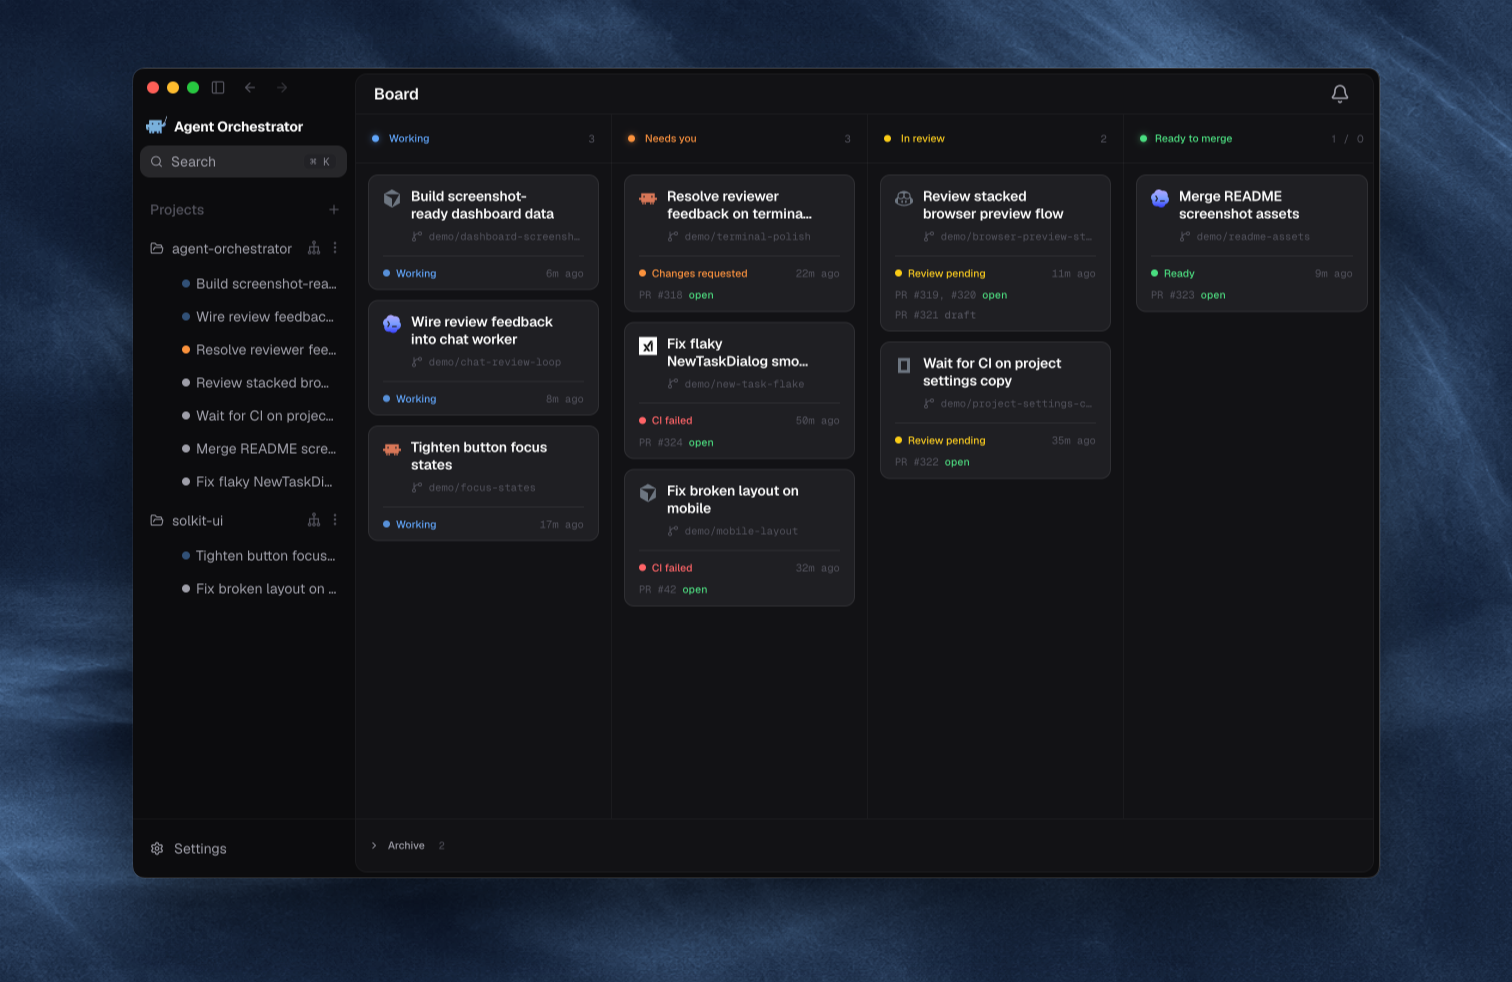 Agent Orchestrator
Search ⌘ K
Projects +
agent-orchestrator
Build screenshot-rea...
Wire review feedbac...
Resolve reviewer fee...
Review stacked bro...
Wait for CI on projec...
Merge README scre...
Fix flaky NewTaskDi...
solkit-ui
Tighten button focus...
Fix broken layout on ...
Settings
Board
Working 3
Build screenshot-
ready dashboard data
demo/dashboard-screensh…
Working 6m ago
Wire review feedback
into chat worker
demo/chat-review-loop
Working 8m ago
Tighten button focus
states
demo/focus-states
Working 17m ago
Needs you 3
Resolve reviewer
feedback on termina...
demo/terminal-polish
Changes requested 22m ago
PR #318 open
Fix flaky
NewTaskDialog smo...
demo/new-task-flake
CI failed 50m ago
PR #324 open
Fix broken layout on
mobile
demo/mobile-layout
CI failed 32m ago
PR #42 open
In review 2
Review stacked
browser preview flow
demo/browser-preview-st…
Review pending 11m ago
PR #319, #320 open
PR #321 draft
Wait for CI on project
settings copy
demo/project-settings-c…
Review pending 35m ago
PR #322 open
Ready to merge 1 / 0
Merge README
screenshot assets
demo/readme-assets
Ready 9m ago
PR #323 open
Archive 2